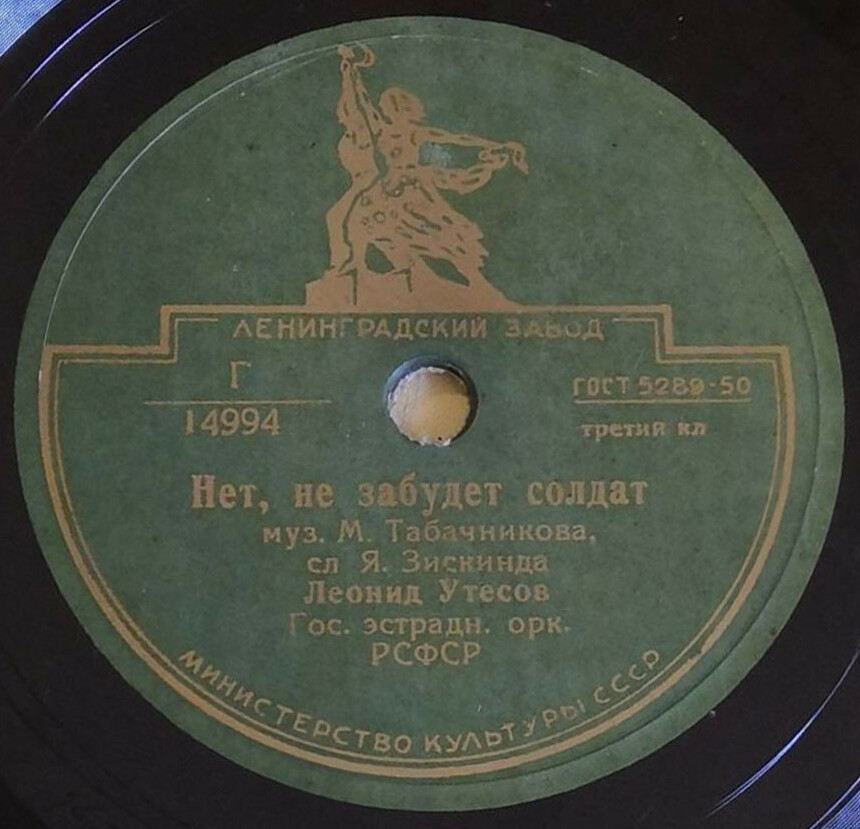 ЛЕНИНГРАДСКИЙ ЗАВОД
Г
14994
ГОСТ 5289-50
третий кл
Нет, не забудет солдат
муз. М. Табачникова,
сл Я. Зискинда
Леонид Утесов
Гос. эстрадн. орк.
РСФСР
МИНИСТЕРСТВО КУЛЬТУРЫ СССР